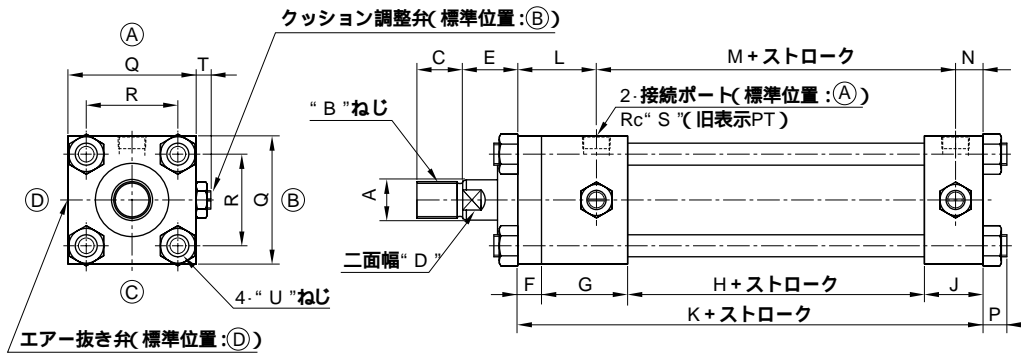 クッション調整弁(標準位置:Ⓑ)
Ⓐ
Q
T
R
C
E
L
M+ストローク
N
“B”ねじ
2-接続ポート(標準位置:Ⓐ)
Rc“S”(旧表示PT)
Ⓓ
R
Q
Ⓑ
A
二面幅“D”
Ⓒ
4-“U”ねじ
エアー抜き弁(標準位置:Ⓓ)
F
G
H+ストローク
J
K+ストローク
P